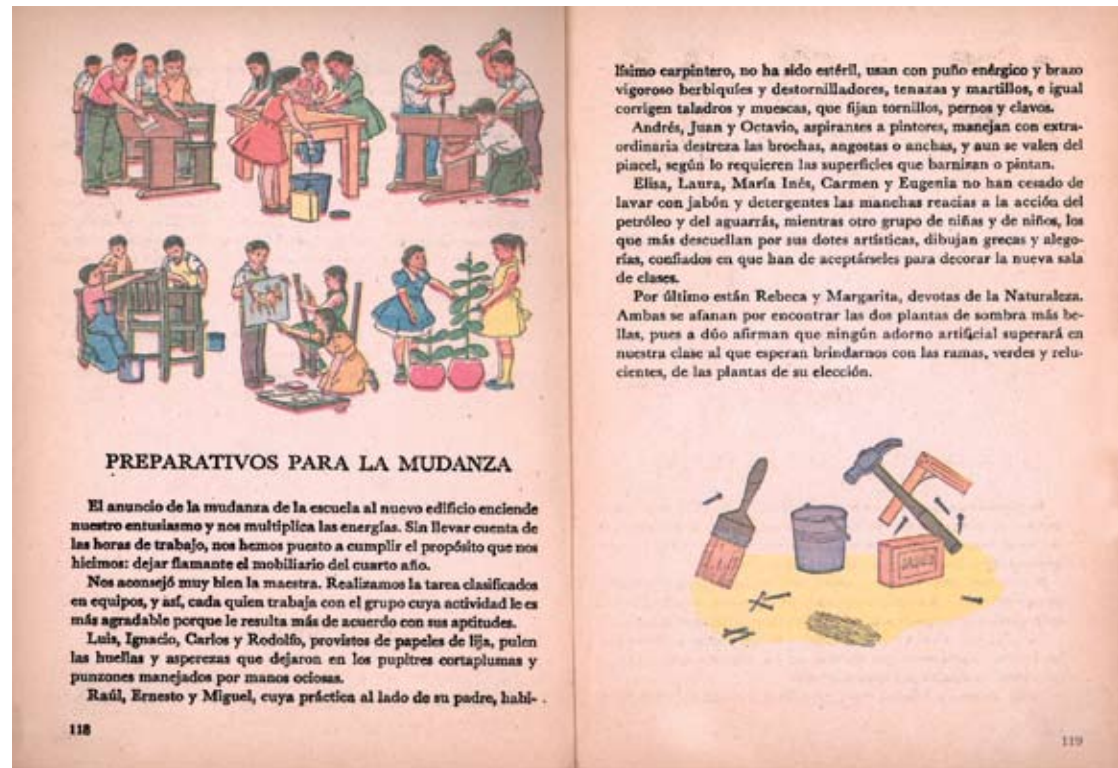 PREPARATIVOS PARA LA MUDANZA
El anuncio de la mudanza de la escuela al nuevo edificio enciende
nuestro entusiasmo y nos multiplica las energías. Sin llevar cuenta de
las horas de trabajo, nos hemos puesto a cumplir el propósito que nos
hicimos: dejar flamante el mobiliario del cuarto año.
Nos aconsejó muy bien la maestra. Realizamos la tarea clasificados
en equipos, y así, cada quien trabaja con el grupo cuya actividad le es
más agradable porque le resulta más de acuerdo con sus aptitudes.
Luis, Ignacio, Carlos y Rodolfo, provistos de papeles de lija, pulen
las huellas y asperezas que dejaron en los pupitres cortaplumas y
punzones manejados por manos ociosas.
Raúl, Ernesto y Miguel, cuya práctica al lado de su padre, habi-
118
lísimo carpintero, no ha sido estéril, usan con puño enérgico y brazo
vigoroso berbiquíes y destornilladores, tenazas y martillos, e igual
corrigen taladros y muescas, que fijan tornillos, pernos y clavos.
Andrés, Juan y Octavio, aspirantes a pintores, manejan con extra-
ordinaria destreza las brochas, angostas o anchas, y aun se valen del
pincel, según lo requieren las superficies que barnizan o pintan.
Elisa, Laura, María Inés, Carmen y Eugenia no han cesado de
lavar con jabón y detergentes las manchas reacias a la acción del
petróleo y del aguarrás, mientras otro grupo de niñas y de niños, los
que más descuellan por sus dotes artísticas, dibujan grecas y alego-
rías, confiados en que han de aceptárseles para decorar la nueva sala
de clases.
Por último están Rebeca y Margarita, devotas de la Naturaleza.
Ambas se afanan por encontrar las dos plantas de sombra más be-
llas, pues a dúo afirman que ningún adorno artificial superará en
nuestra clase al que esperan brindarnos con las ramas, verdes y relu-
cientes, de las plantas de su elección.
JABON
119